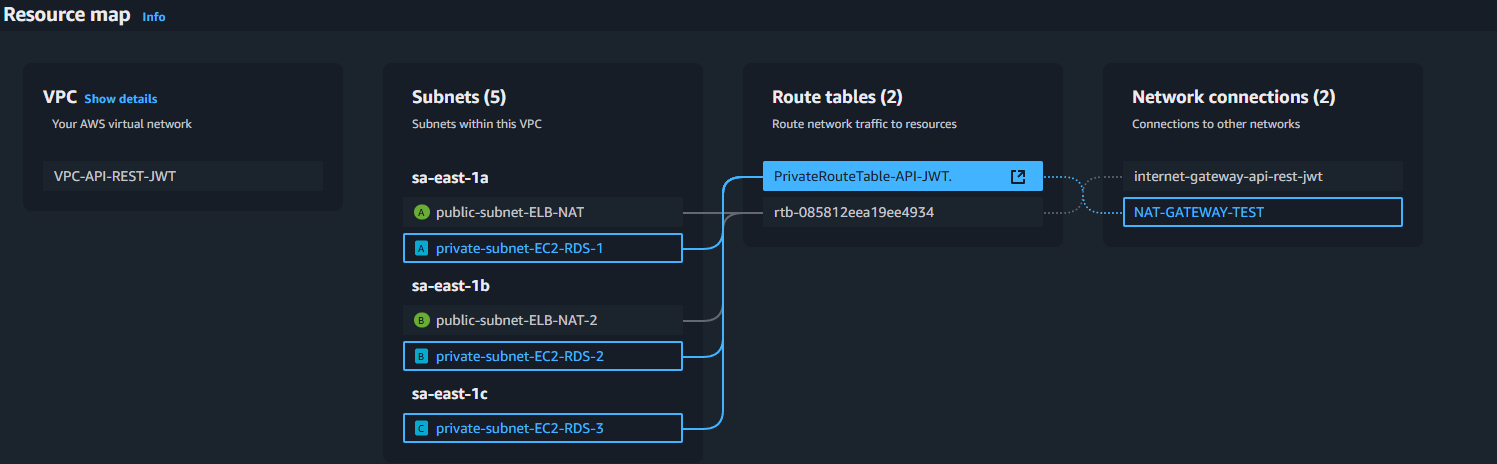 Resource map Info
VPC Show details
Your AWS virtual network
VPC-API-REST-JWT
Subnets (5)
Subnets within this VPC
sa-east-1a
A public-subnet-ELB-NAT
A private-subnet-EC2-RDS-1
sa-east-1b
B public-subnet-ELB-NAT-2
B private-subnet-EC2-RDS-2
sa-east-1c
C private-subnet-EC2-RDS-3
Route tables (2)
Route network traffic to resources
PrivateRouteTable-API-JWT.
rtb-085812eea19ee4934
Network connections (2)
Connections to other networks
internet-gateway-api-rest-jwt
NAT-GATEWAY-TEST